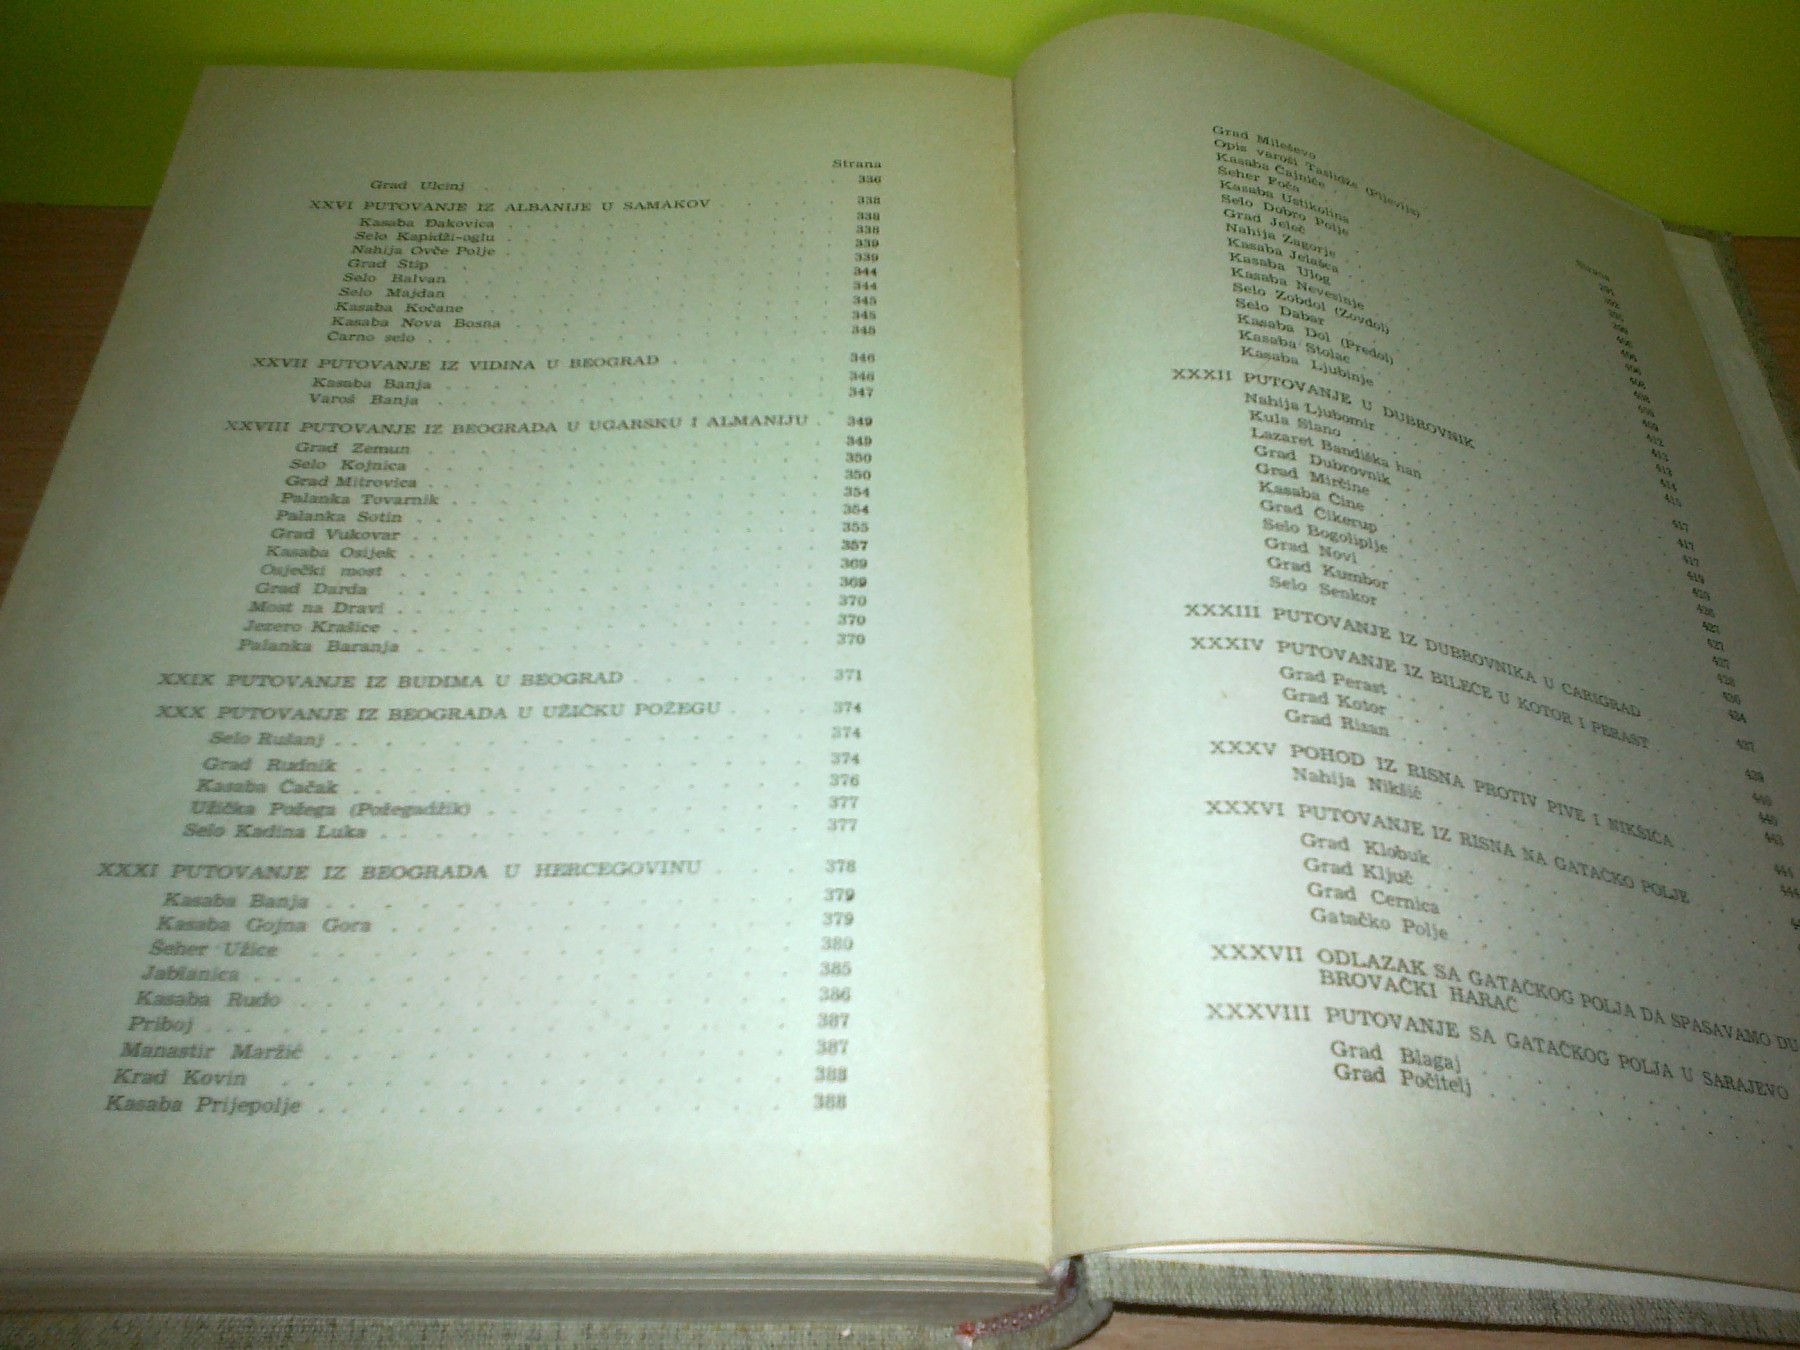 Strana
Grad Ulcinj 336
XXVI PUTOVANJE IZ ALBANIJE U SAMAKOV 338
Kasaba Đakovica 338
Selo Kapidži-oglu 338
Nahija Ovče Polje 339
Grad Štip 339
Selo Balvan 344
Selo Majdan 344
Kasaba Kočane 345
Kasaba Nova Bosna 345
Carno selo 345
XXVII PUTOVANJE IZ VIDINA U BEOGRAD 346
Kasaba Banja 346
Varoš Banja 347
XXVIII PUTOVANJE IZ BEOGRADA U UGARSKU I ALMANIJU 349
Grad Zemun 349
Selo Kojnica 350
Grad Mitrovica 350
Palanka Tovarnik 354
Palanka Sotin 354
Grad Vukovar 355
Kasaba Osijek 357
Osječki most 369
Grad Darda 369
Most na Dravi 370
Jezero Krašice 370
Palanka Baranja 370
XXIX PUTOVANJE IZ BUDIMA U BEOGRAD 371
XXX PUTOVANJE IZ BEOGRADA U UŽIČKU POŽEGU 374
Selo Rušanj 374
Grad Rudnik 374
Kasaba Čačak 376
Užička Požega (Požegadžik) 377
Selo Kadina Luka 377
XXXI PUTOVANJE IZ BEOGRADA U HERCEGOVINU 378
Kasaba Banja 379
Kasaba Gojna Gora 379
Šeher Užice 380
Jablanica 385
Kasaba Rudo 386
Priboj 387
Manastir Maržić 387
Krad Kovin 388
Kasaba Prijepolje 388
Strana
Grad Mileševo
Opis varoši Taslidže (Pljevlja)
Kasaba Čajniče
Šeher Foča
Kasaba Ustikolina
Selo Dobro Polje
Grad Jeleč
Nahija Zagorje
Kasaba Jelašca
Kasaba Ulog
Kasaba Nevesinje
Selo Zobdol (Zovdol)
Selo Dabar
Kasaba Dol (Predol)
Kasaba Stolac
Kasaba Ljubinje
XXXII PUTOVANJE U DUBROVNIK
Nahija Ljubomir
Kula Slano
Lazaret Bandiška han
Grad Dubrovnik
Grad Mirčine
Kasaba Cine
Grad Čikerup
Selo Bogoliplje
Grad Novi
Grad Kumbor
Selo Senkor
XXXIII PUTOVANJE IZ DUBROVNIKA U CARIGRAD
XXXIV PUTOVANJE IZ BILEĆE U KOTOR I PERAST
Grad Perast
Grad Kotor
Grad Risan
XXXV POHOD IZ RISNA PROTIV PIVE I NIKŠIĆA
Nahija Nikšić
XXXVI PUTOVANJE IZ RISNA NA GATAČKO POLJE
Grad Klobuk
Grad Ključ
Grad Cernica
Gatačko Polje
XXXVII ODLAZAK SA GATAČKOG POLJA DA SPASAVAMO DU-
BROVAČKI HARAČ
XXXVIII PUTOVANJE SA GATAČKOG POLJA U SARAJEVO
Grad Blagaj
Grad Počitelj